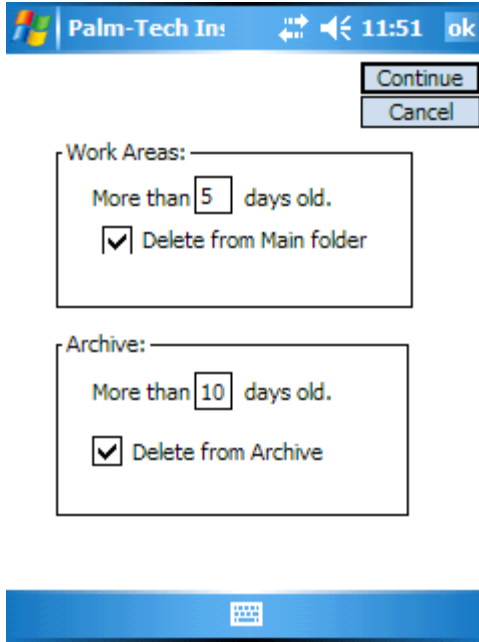 Palm-Tech Ins 11:51 ok
Continue
Cancel
Work Areas:
More than 5 days old.
Delete from Main folder
Archive:
More than 10 days old.
Delete from Archive